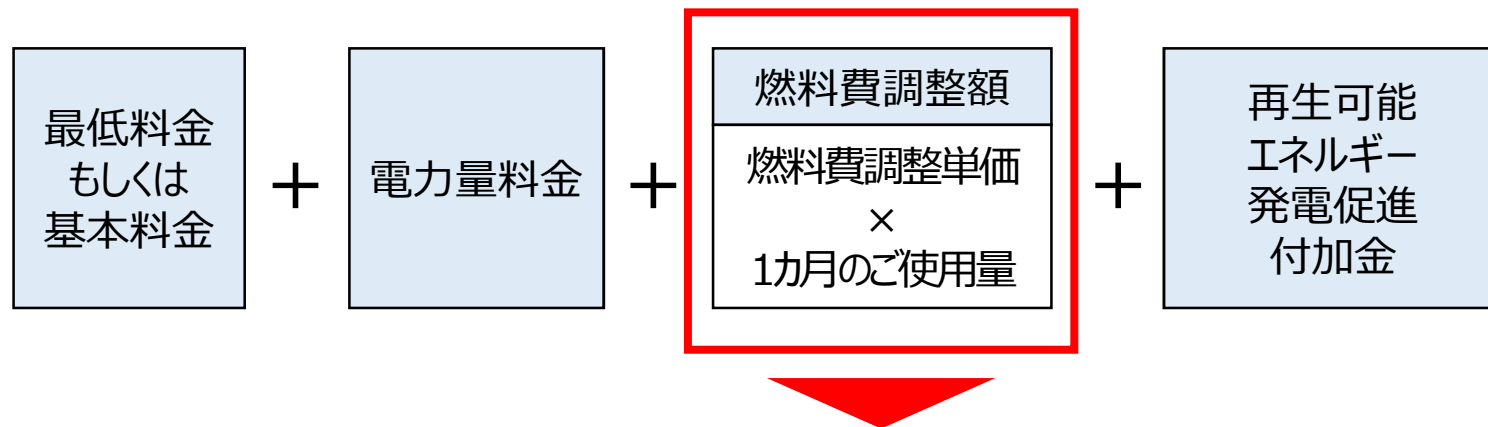 最低料金
もしくは
基本料金
＋
電力量料金
＋
燃料費調整額
燃料費調整単価
×
1カ月のご使用量
＋
再生可能
エネルギー
発電促進
付加金